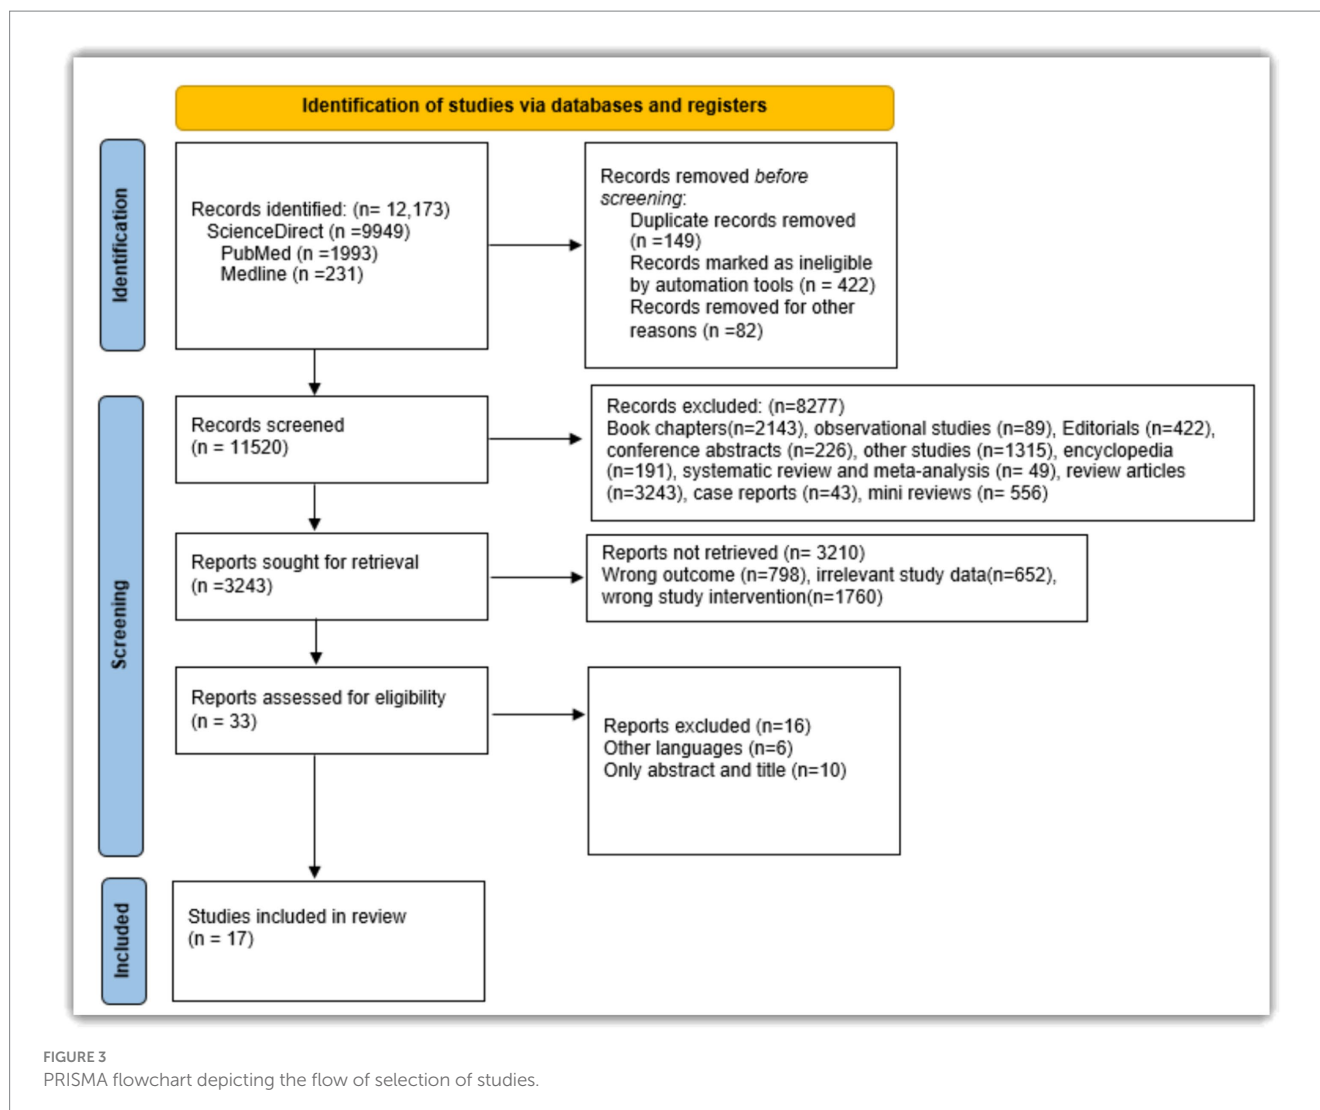 Identification of studies via databases and registers
Identification
Records identified: (n= 12,173)
ScienceDirect (n =9949)
PubMed (n =1993)
Medline (n =231)
Records removed before
screening:
Duplicate records removed
(n =149)
Records marked as ineligible
by automation tools (n = 422)
Records removed for other
reasons (n =82)
Screening
Records screened
(n = 11520)
Records excluded: (n=8277)
Book chapters(n=2143), observational studies (n=89), Editorials (n=422),
conference abstracts (n=226), other studies (n=1315), encyclopedia
(n=191), systematic review and meta-analysis (n= 49), review articles
(n=3243), case reports (n=43), mini reviews (n= 556)
Reports sought for retrieval
(n =3243)
Reports not retrieved (n= 3210)
Wrong outcome (n=798), irrelevant study data(n=652),
wrong study intervention(n=1760)
Reports assessed for eligibility
(n = 33)
Reports excluded (n=16)
Other languages (n=6)
Only abstract and title (n=10)
Included
Studies included in review
(n = 17)
FIGURE 3
PRISMA flowchart depicting the flow of selection of studies.